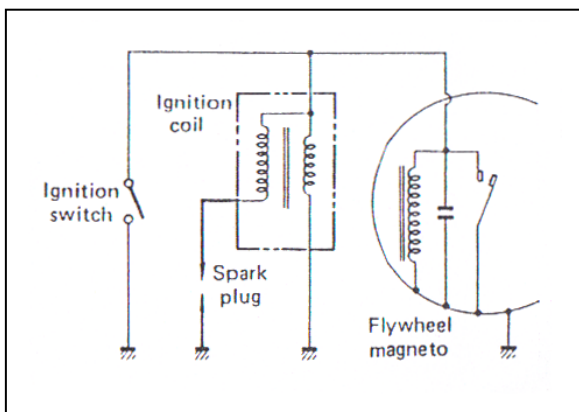 Ignition
coil
Ignition
switch
Spark
plug
Flywheel
magneto